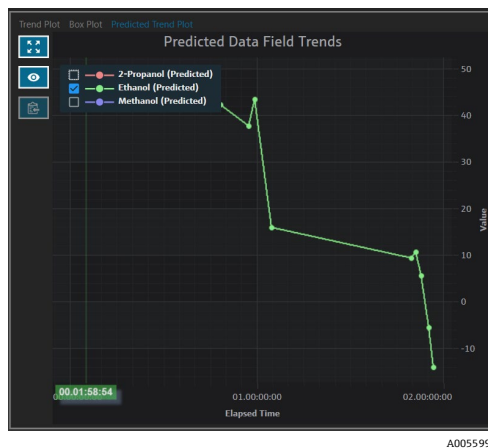 Trend Plot Box Plot Predicted Trend Plot
Predicted Data Field Trends
2-Propanol (Predicted)
Ethanol (Predicted)
Methanol (Predicted)
50
40
30
20
10
0
-10
Value
00.01:58:54
01:00:00:00
02.00:00:00
Elapsed Time
A005599